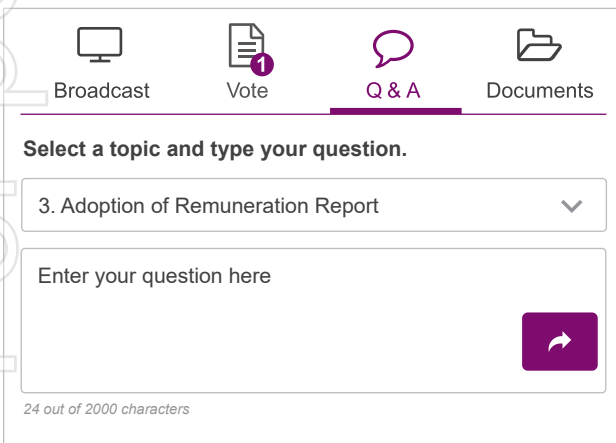 1
Broadcast Vote Q & A Documents
Select a topic and type your question.
3. Adoption of Remuneration Report
Enter your question here
24 out of 2000 characters